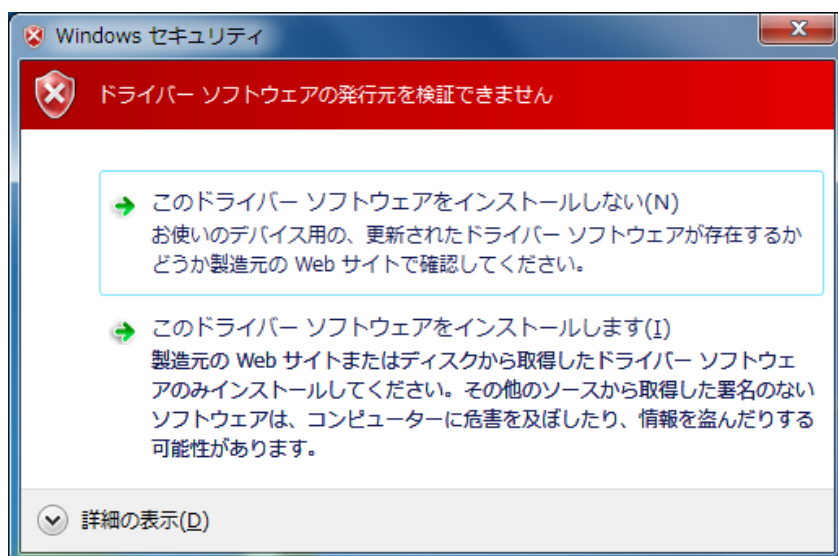 Windows セキュリティ
ドライバー ソフトウェアの発行元を検証できません
このドライバー ソフトウェアをインストールしない(N)
お使いのデバイス用の、更新されたドライバー ソフトウェアが存在するか
どうか製造元の Web サイトで確認してください。
このドライバー ソフトウェアをインストールします(I)
製造元の Web サイトまたはディスクから取得したドライバー ソフトウェ
アのみインストールしてください。その他のソースから取得した署名のない
ソフトウェアは、コンピューターに危害を及ぼしたり、情報を盗んだりする
可能性があります。
詳細の表示(D)